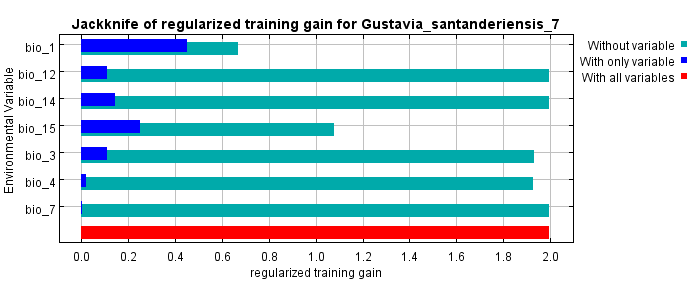 Jackknife of regularized training gain for Gustavia_santanderiensis_7
Without variable
With only variable
With all variables
Environmental Variable
bio_1
bio_12
bio_14
bio_15
bio_3
bio_4
bio_7
0.0 0.2 0.4 0.6 0.8 1.0 1.2 1.4 1.6 1.8 2.0
regularized training gain